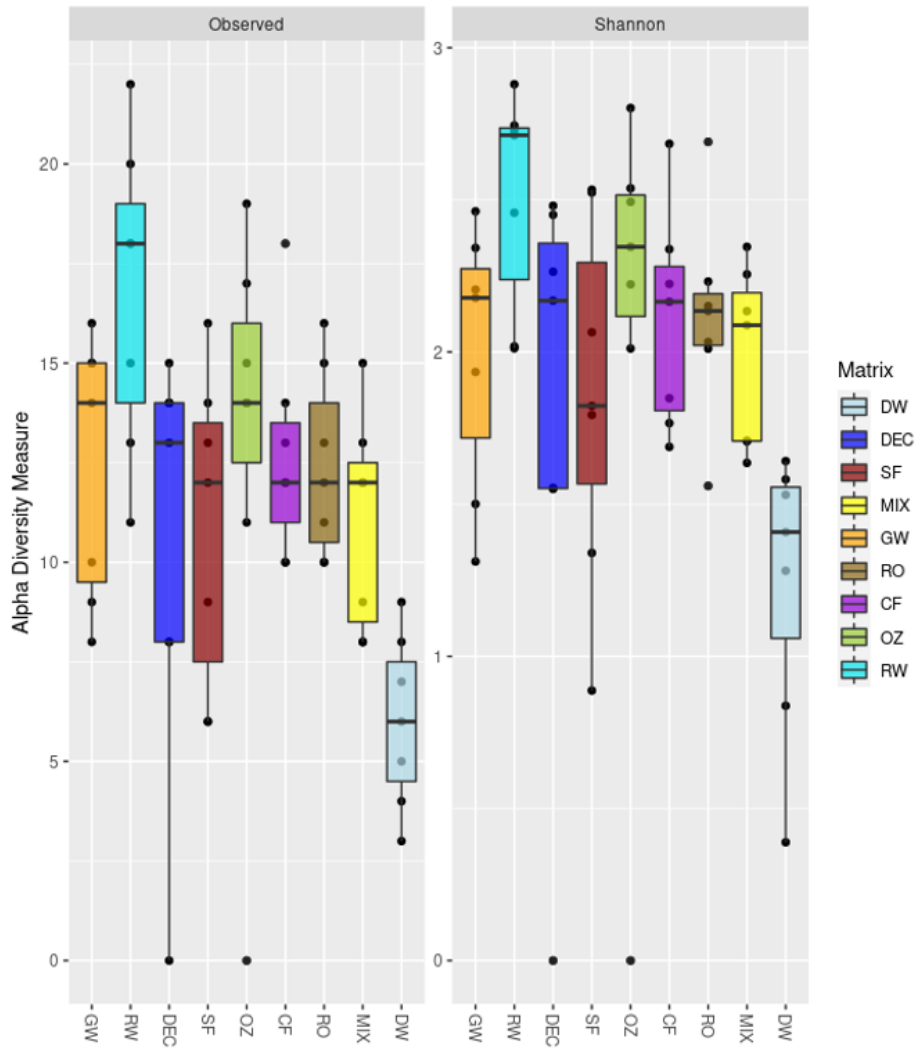 Observed
Shannon
Alpha Diversity Measure
20
15
10
5
0
3
2
1
0
GW
RW
DEC
SF
OZ
CF
RO
MIX
DW
GW
RW
DEC
SF
OZ
CF
RO
MIX
DW
Matrix
DW
DEC
SF
MIX
GW
RO
CF
OZ
RW